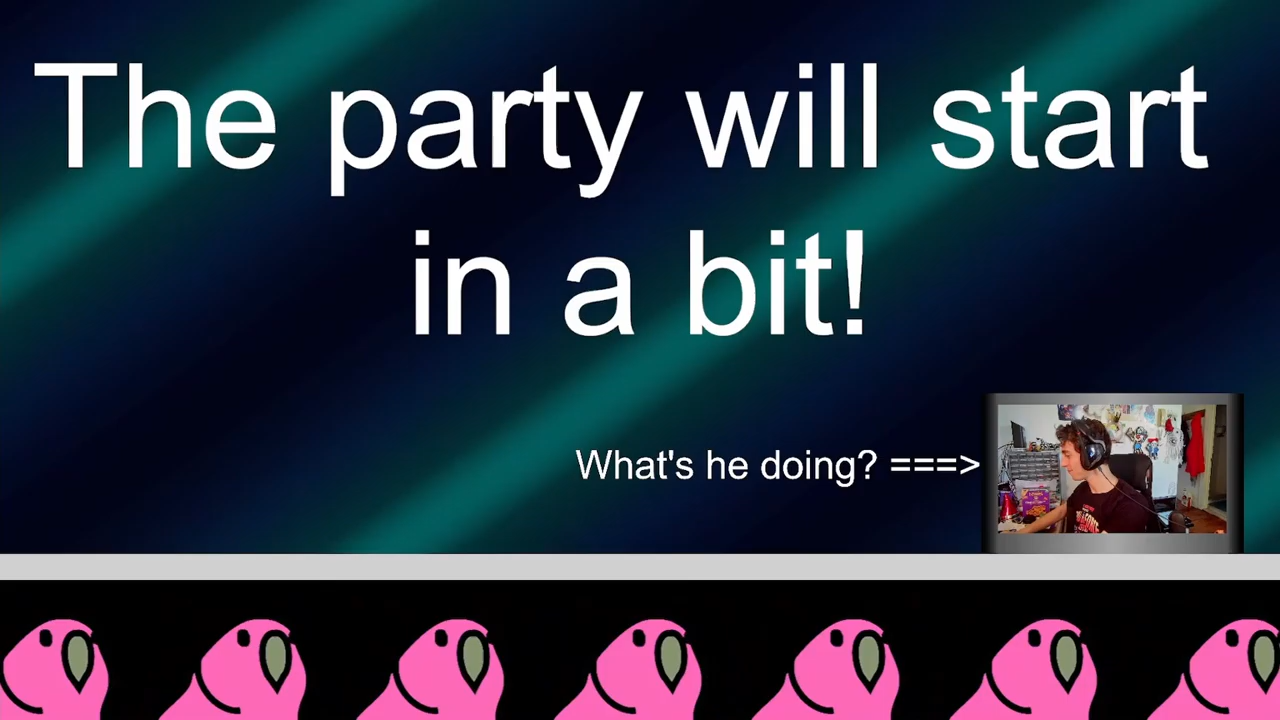 The party will start
in a bit!
What's he doing? ===>